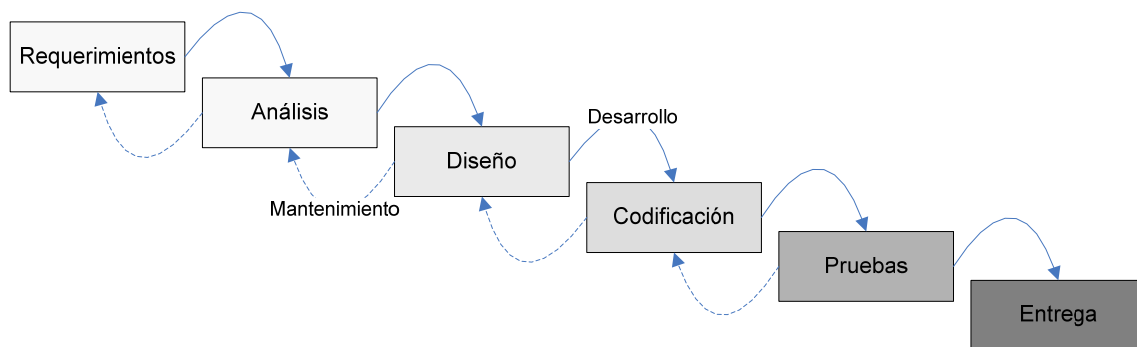 Requerimientos
Análisis
Desarrollo
Diseño
Mantenimiento
Codificación
Pruebas
Entrega